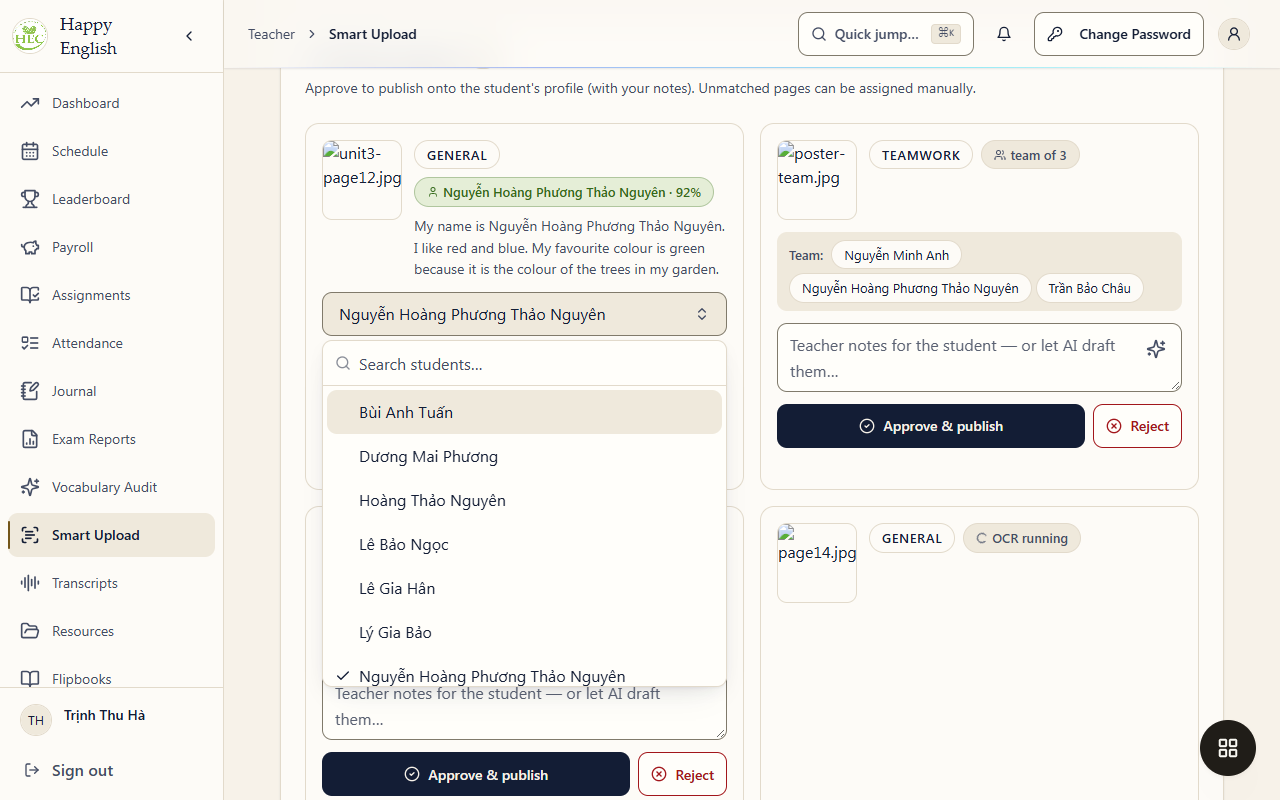 Happy
English
Dashboard
Schedule
Leaderboard
Payroll
Assignments
Attendance
Journal
Exam Reports
Vocabulary Audit
Smart Upload
Transcripts
Resources
Flipbooks
TH
Trịnh Thu Hà
Sign out
Teacher
Smart Upload
Quick jump...
⌘K
Change Password
Approve to publish onto the student's profile (with your notes). Unmatched pages can be assigned manually.
unit3-
page12.jpg
GENERAL
Nguyễn Hoàng Phương Thảo Nguyên · 92%
My name is Nguyễn Hoàng Phương Thảo Nguyên.
I like red and blue. My favourite colour is green
because it is the colour of the trees in my garden.
Nguyễn Hoàng Phương Thảo Nguyên
Search students...
Bùi Anh Tuấn
Dương Mai Phương
Hoàng Thảo Nguyên
Lê Bảo Ngọc
Lê Gia Hân
Lý Gia Bảo
Nguyễn Hoàng Phương Thảo Nguyên
Teacher notes for the student — or let AI draft
them...
Approve & publish
Reject
poster-
team.jpg
TEAMWORK
team of 3
Team:
Nguyễn Minh Anh
Nguyễn Hoàng Phương Thảo Nguyên
Trần Bảo Châu
Teacher notes for the student — or let AI draft
them...
Approve & publish
Reject
page14.jpg
GENERAL
OCR running